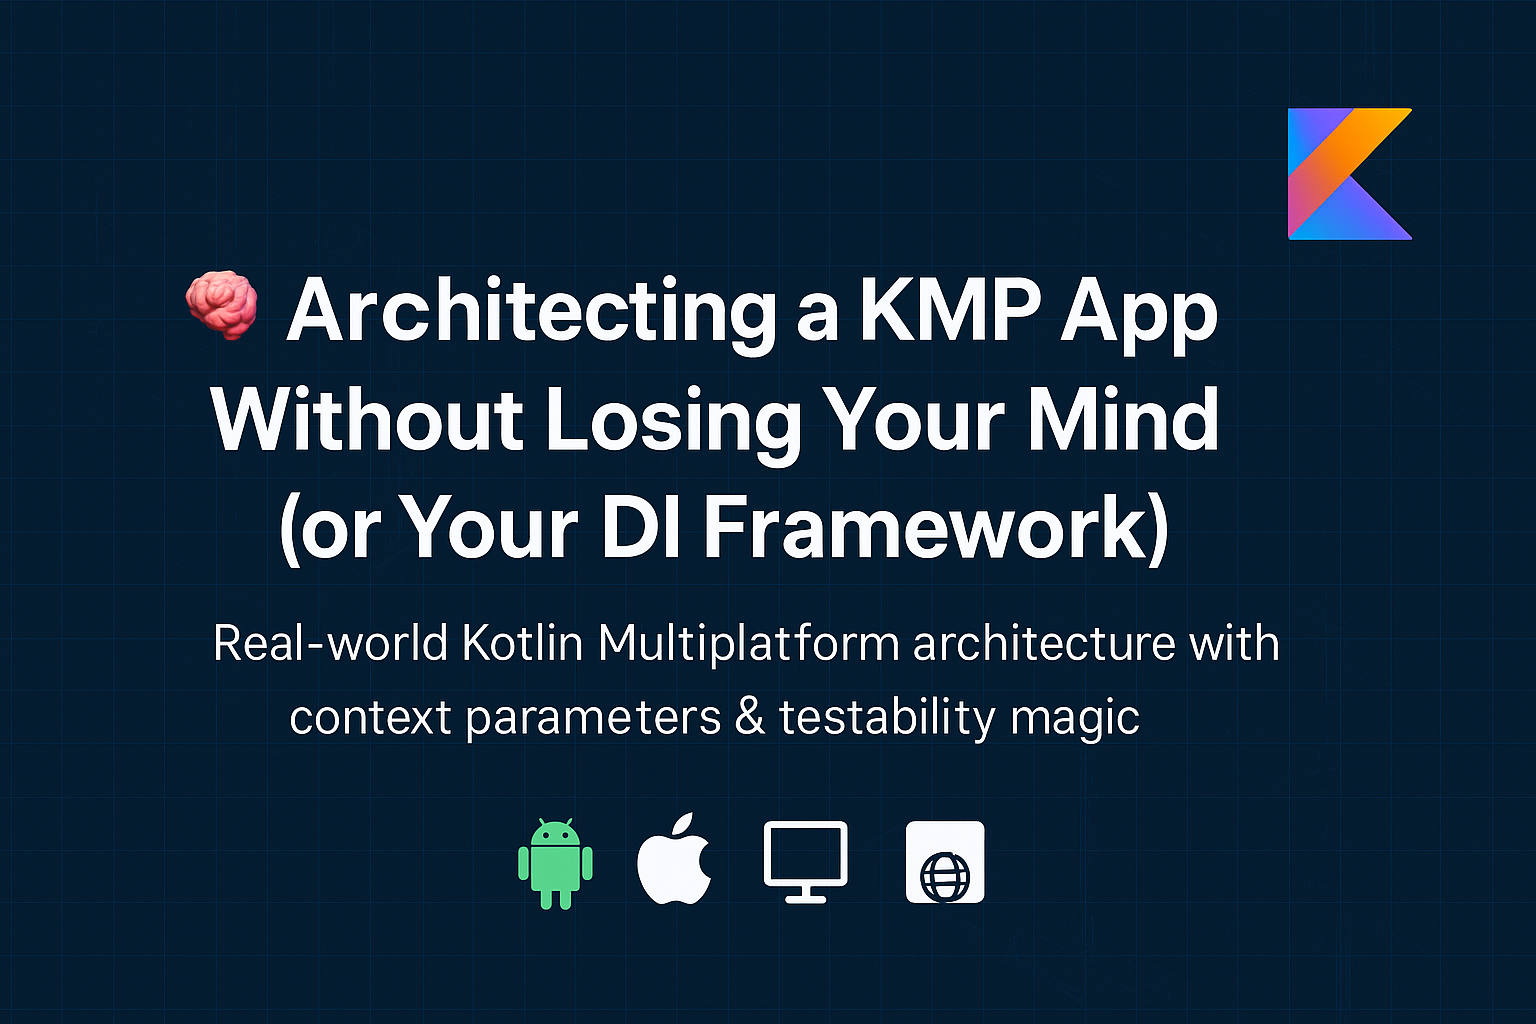 Architecting a KMP App
Without Losing Your Mind
(or Your DI Framework)
Real-world Kotlin Multiplatform architecture with
context parameters & testability magic